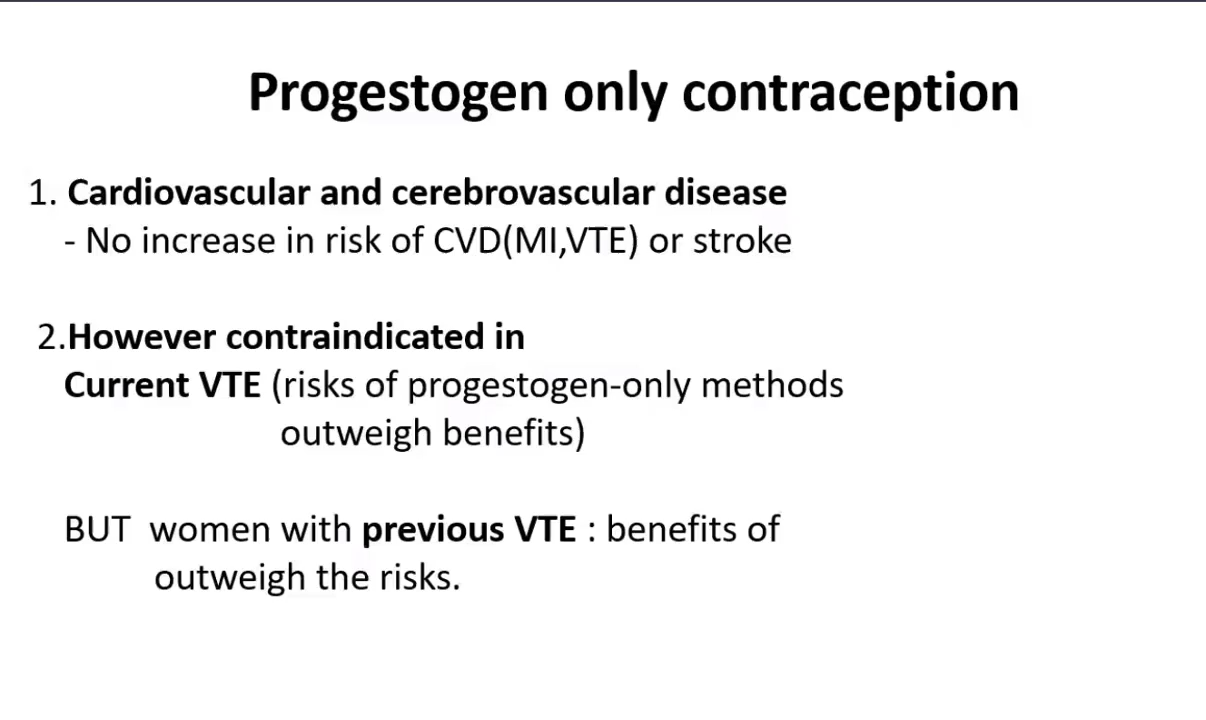 Progestogen only contraception
1. Cardiovascular and cerebrovascular disease
- No increase in risk of CVD(MI,VTE) or stroke
2.However contraindicated in
Current VTE (risks of progestogen-only methods
outweigh benefits)
BUT women with previous VTE : benefits of
outweigh the risks.